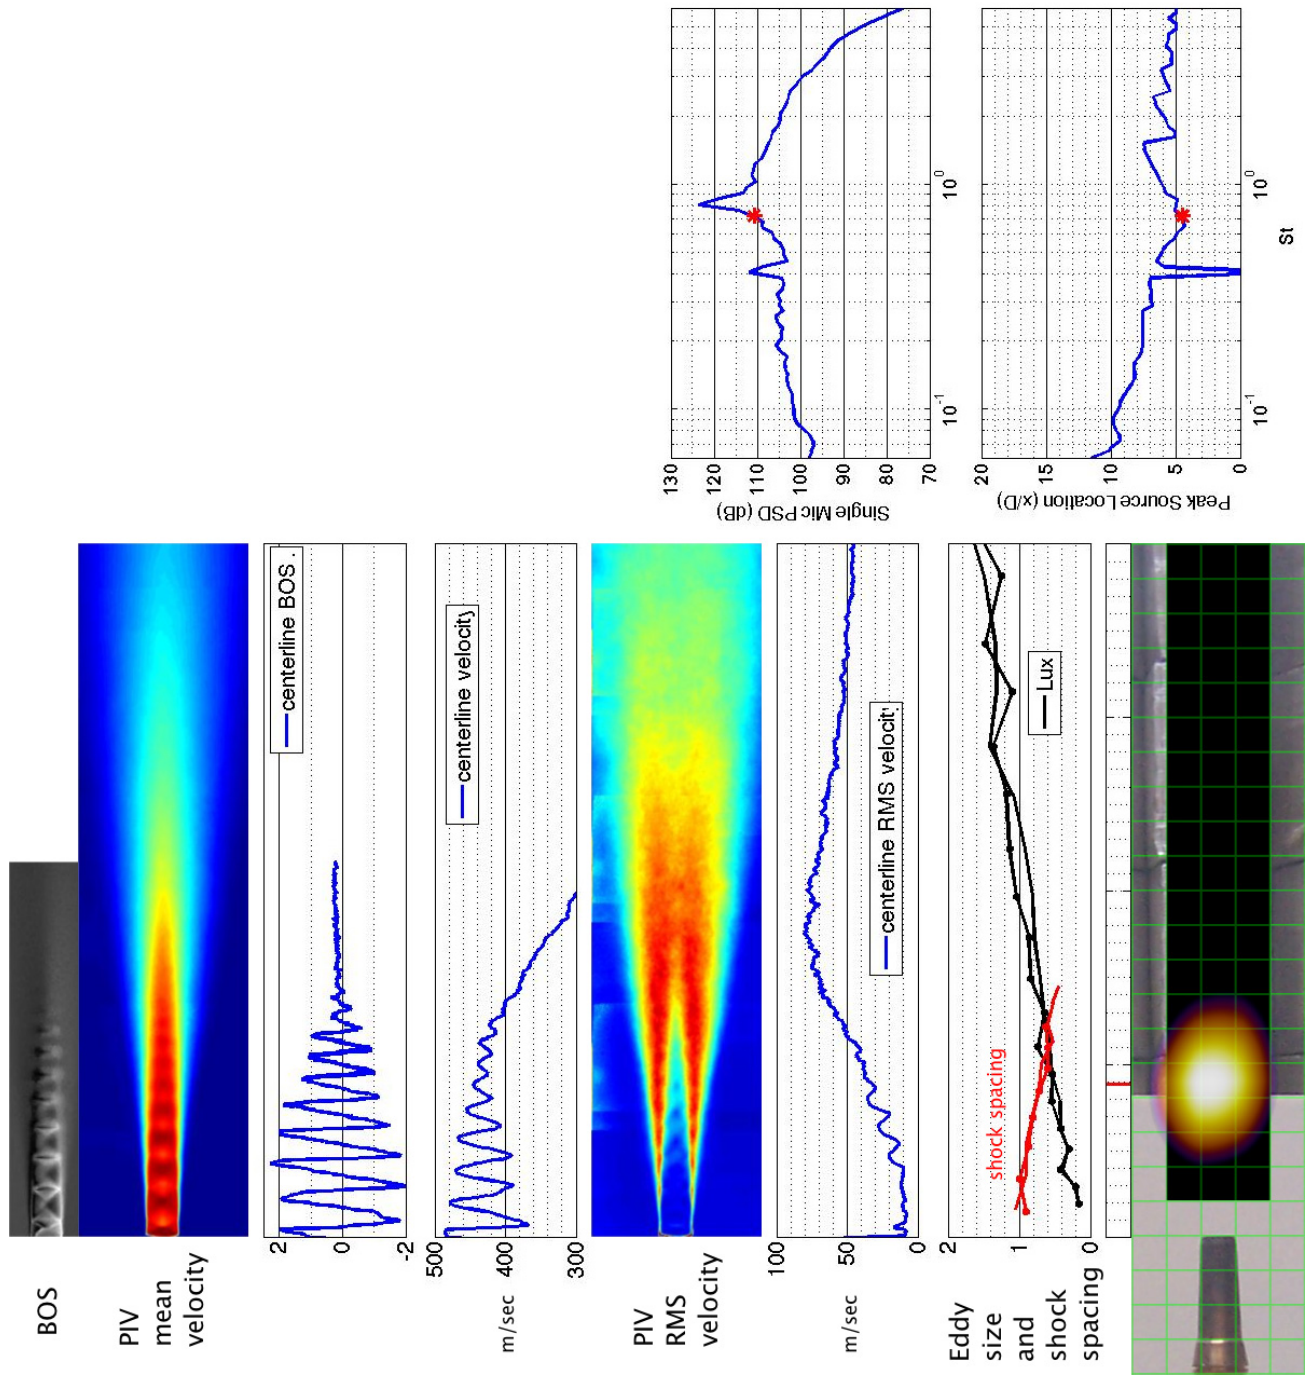 BOS
PIV
mean
velocity
2
0
-2
centerline BOS.
500
400
300
m/sec
centerline velocity
PIV
RMS
velocity
100
50
0
m/sec
centerline RMS velocity
Eddy
size
and
shock
spacing
2
1
0
shock spacing
Lux
130
120
110
100
90
80
70
Single Mic PSD (dB)
10^-1
10^0
20
15
10
5
0
Peak Source Location (x/D)
10^-1
10^0
St